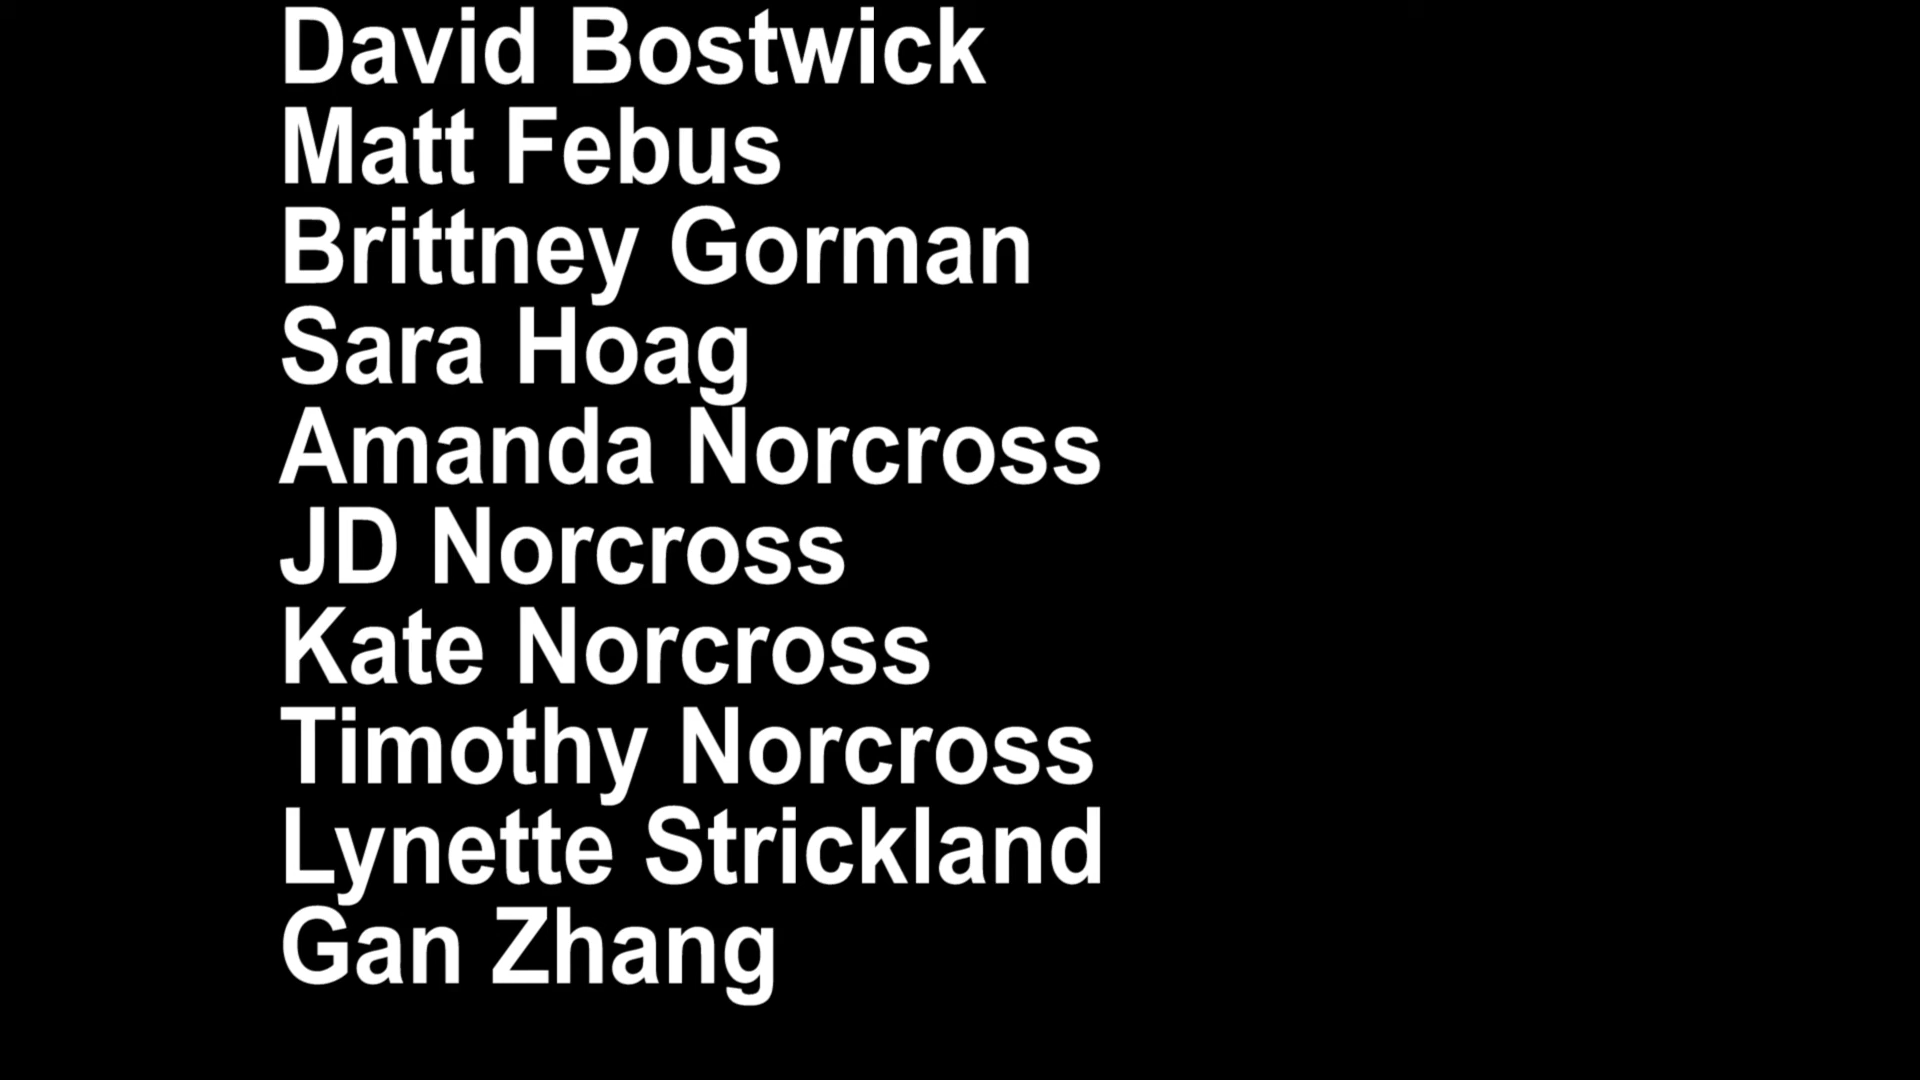 David Bostwick
Matt Febus
Brittney Gorman
Sara Hoag
Amanda Norcross
JD Norcross
Kate Norcross
Timothy Norcross
Lynette Strickland
Gan Zhang